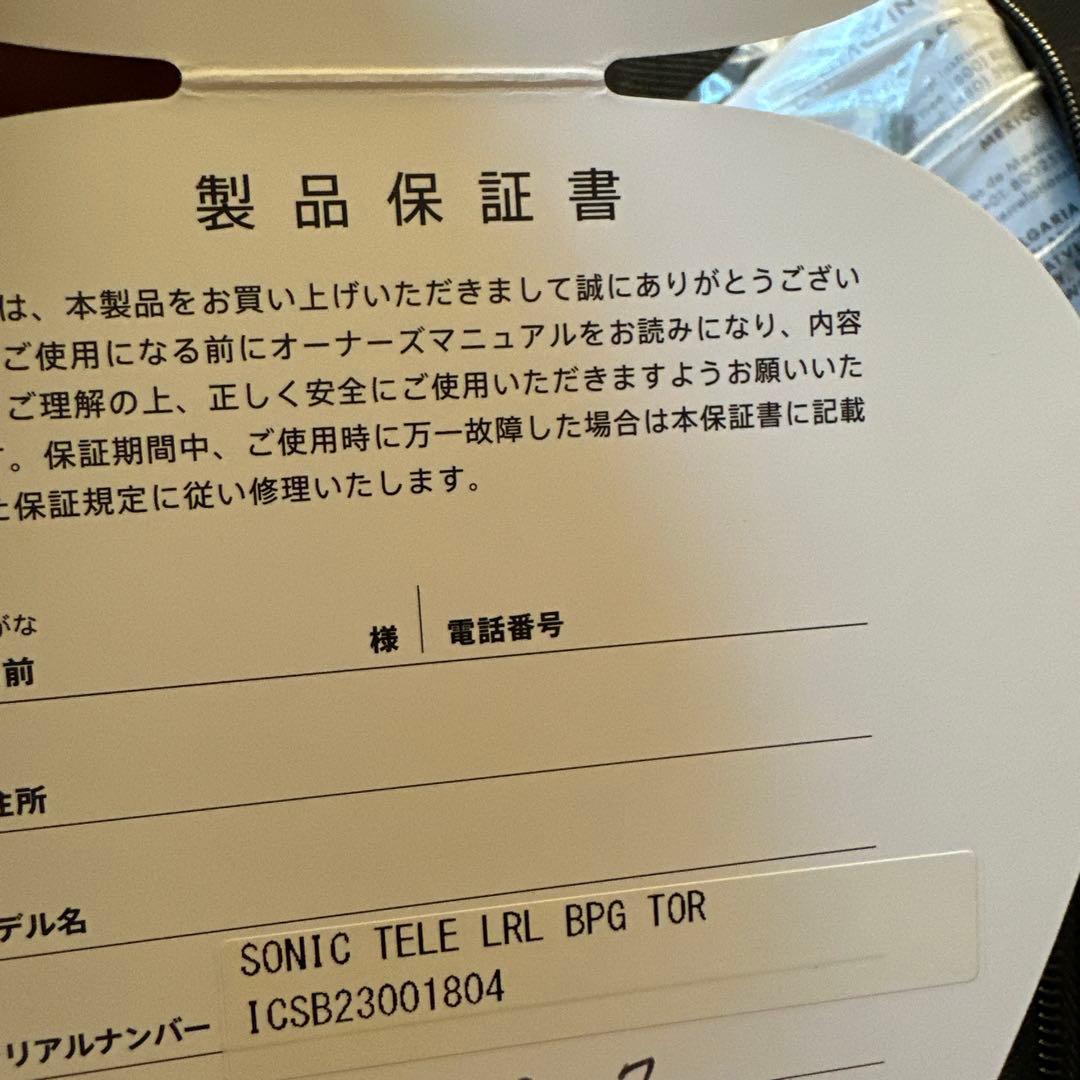 製品保証書
は、本製品をお買い上げいただきまして誠にありがとうござい
ご使用になる前にオーナーズマニュアルをお読みになり、内容
ご理解の上、正しく安全にご使用いただきますようお願いいた
。保証期間中、ご使用時に万一故障した場合は本保証書に記載
保証規定に従い修理いたします。
がな
前 様 電話番号
住所
デル名 SONIC TELE LRL BPG TOR
リアルナンバー ICSB23001804
MEXICO
GARIA